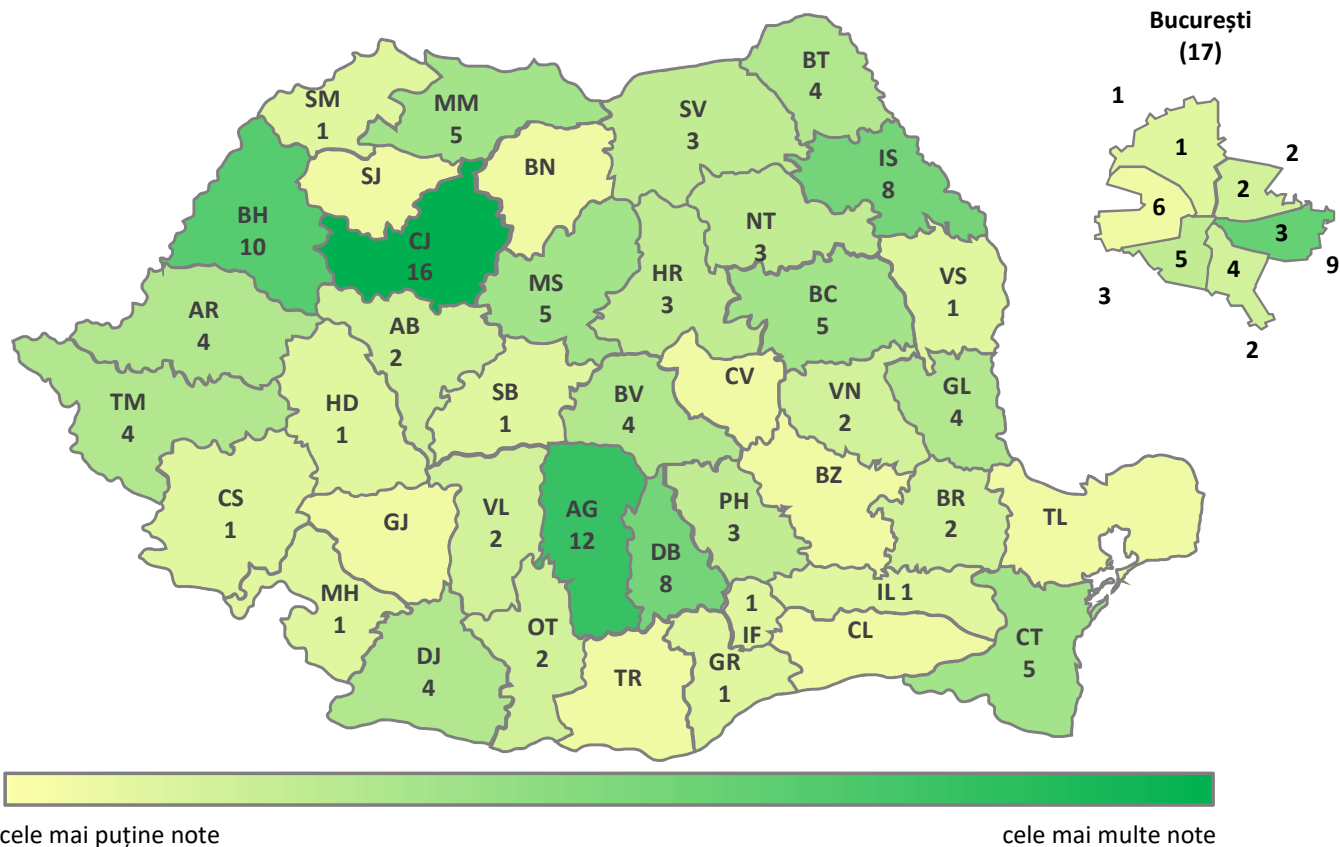 București
(17)
1
1
2
2
6
3
5
4
9
3
2
BT
4
SM
1
MM
5
SV
3
IS
8
SJ
BN
BH
10
CJ
16
NT
3
VS
1
MS
5
HR
3
BC
5
AR
4
AB
2
TM
4
HD
1
SB
1
BV
4
CV
VN
2
GL
4
CS
1
GJ
VL
2
AG
12
DB
8
PH
3
BZ
BR
2
TL
MH
1
DJ
4
OT
2
TR
GR
1
1
IF
IL 1
CL
CT
5
cele mai puține note
cele mai multe note